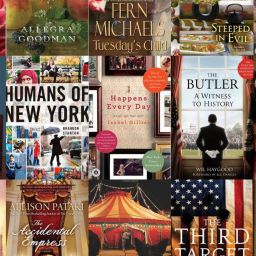 ALLEGRA
GOODMAN
FERN
MICHAELS
Tuesday's Child
STEEPED
IN EVIL
HUMANS OF
NEW YORK
BRANDON
STANTON
Happens
Every Day
Isabel Gillies
THE
BUTLER
A WITNESS
TO HISTORY
WIL HAYGOOD
ALLISON PATAKI
The
Accidental
Empress
THE
THIRD
TARGET